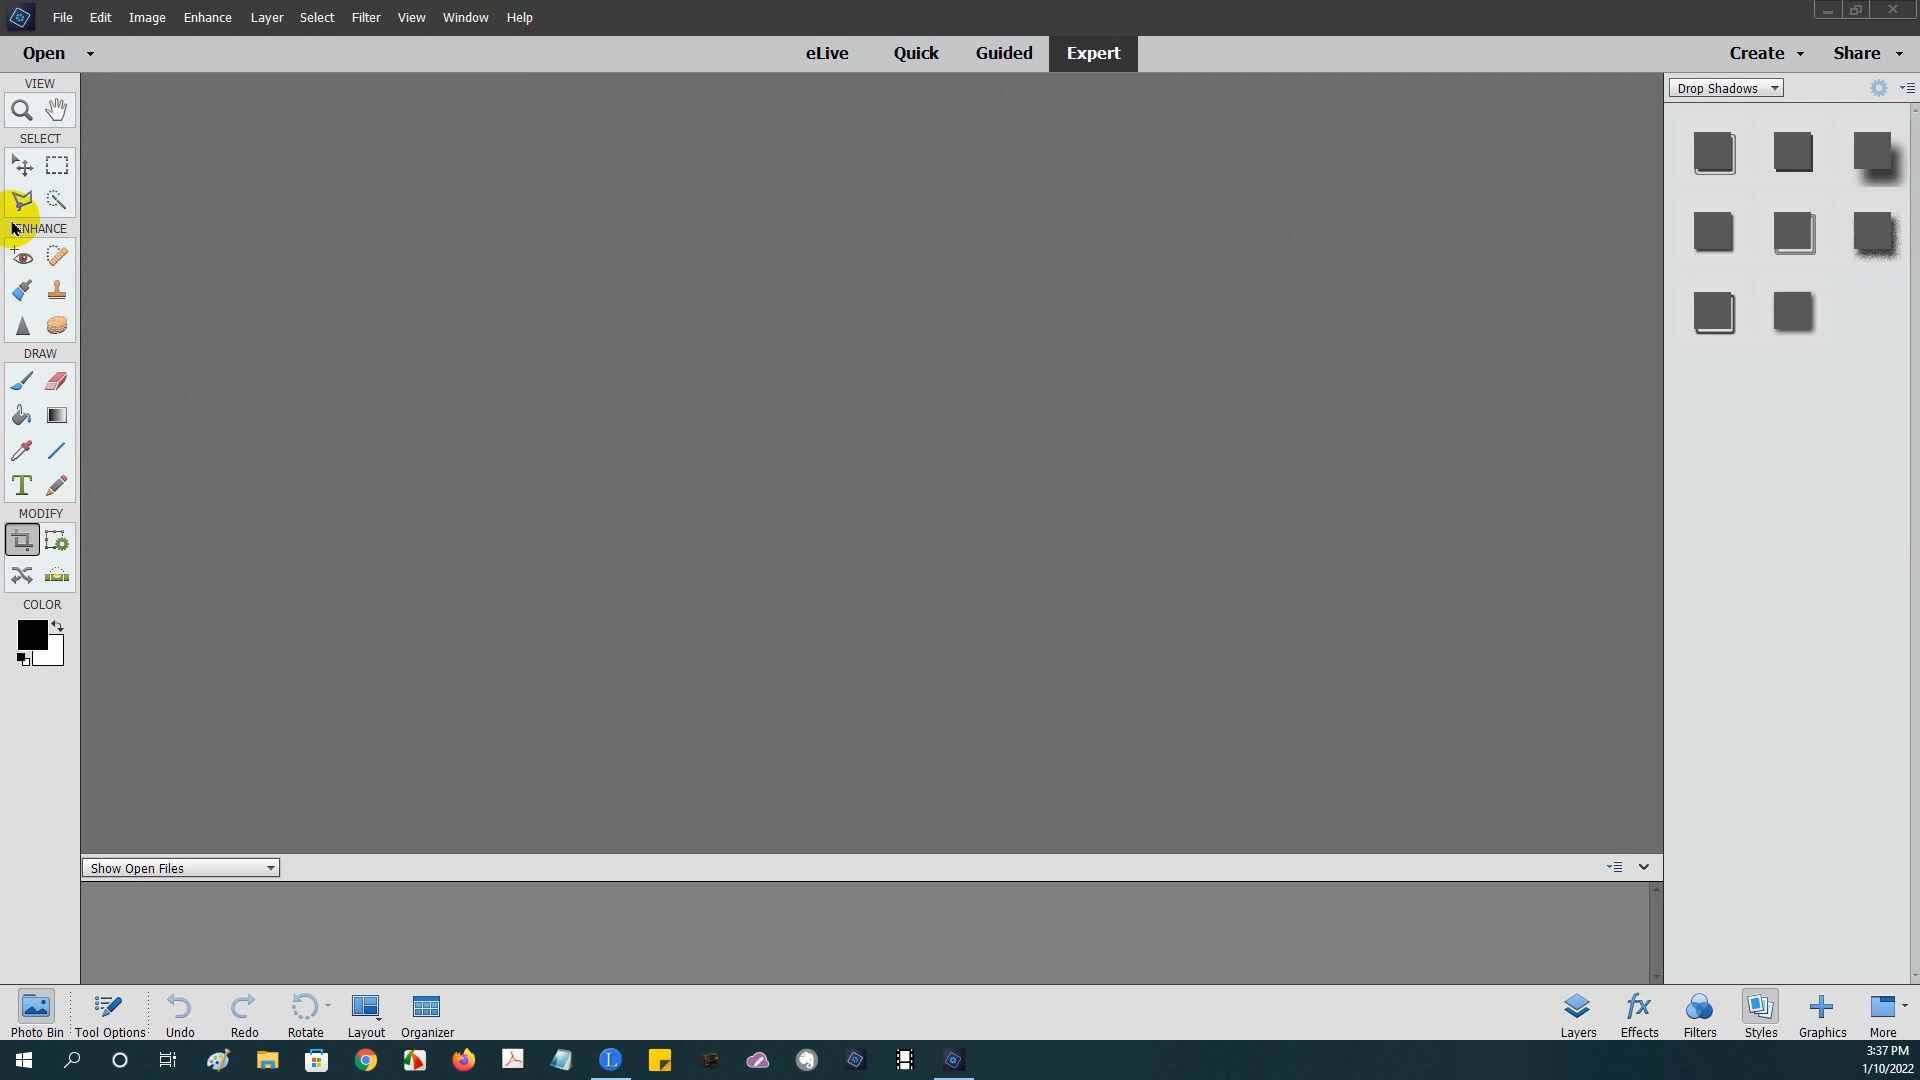 File Edit Image Enhance Layer Select Filter View Window Help
Open eLive Quick Guided Expert Create Share
VIEW
Drop Shadows
SELECT
ENHANCE
DRAW
T
MODIFY
COLOR
Show Open Files
Photo Bin Tool Options Undo Redo Rotate Layout Organizer fx Layers Effects Filters Styles Graphics More
L
3:37 PM
1/10/2022